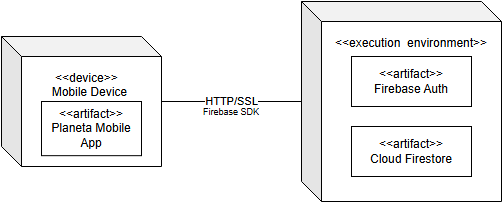 <<device>>
Mobile Device
<<artifact>>
Planeta Mobile
App
HTTP/SSL
Firebase SDK
<<execution environment>>
<<artifact>>
Firebase Auth
<<artifact>>
Cloud Firestore